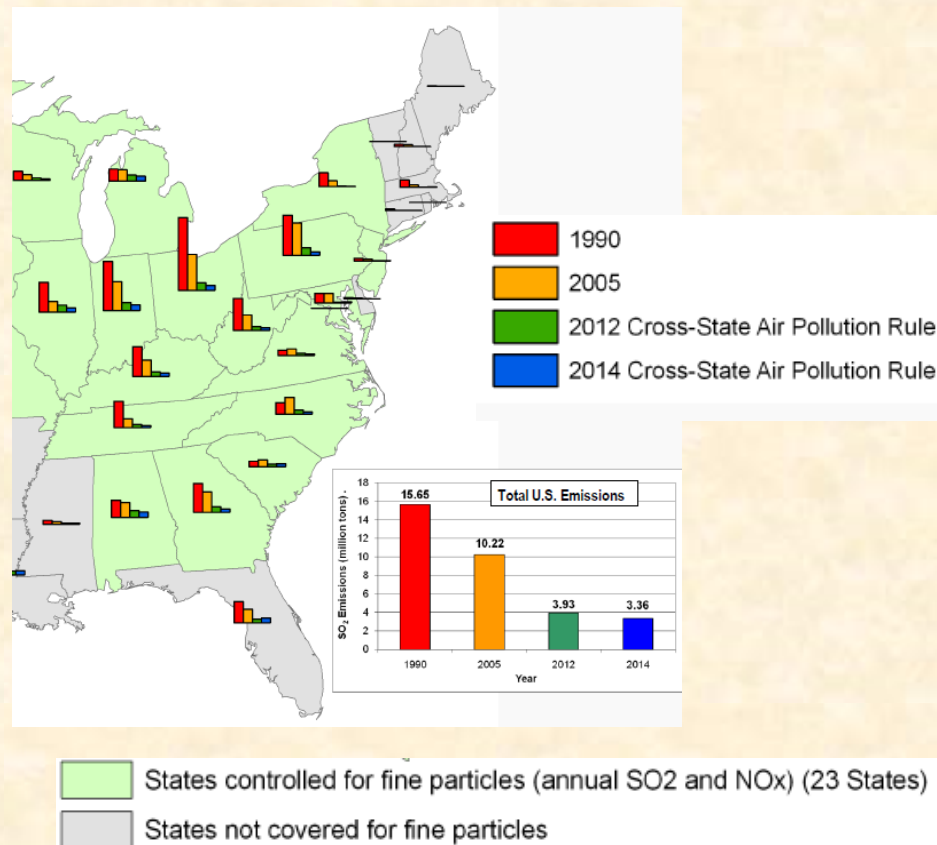 1990
2005
2012 Cross-State Air Pollution Rule
2014 Cross-State Air Pollution Rule
Total U.S. Emissions
SO2 Emissions (million tons) .
18
16
14
12
10
8
6
4
2
0
15.65
10.22
3.93
3.36
1990
2005
2012
2014
Year
States controlled for fine particles (annual SO2 and NOx) (23 States)
States not covered for fine particles